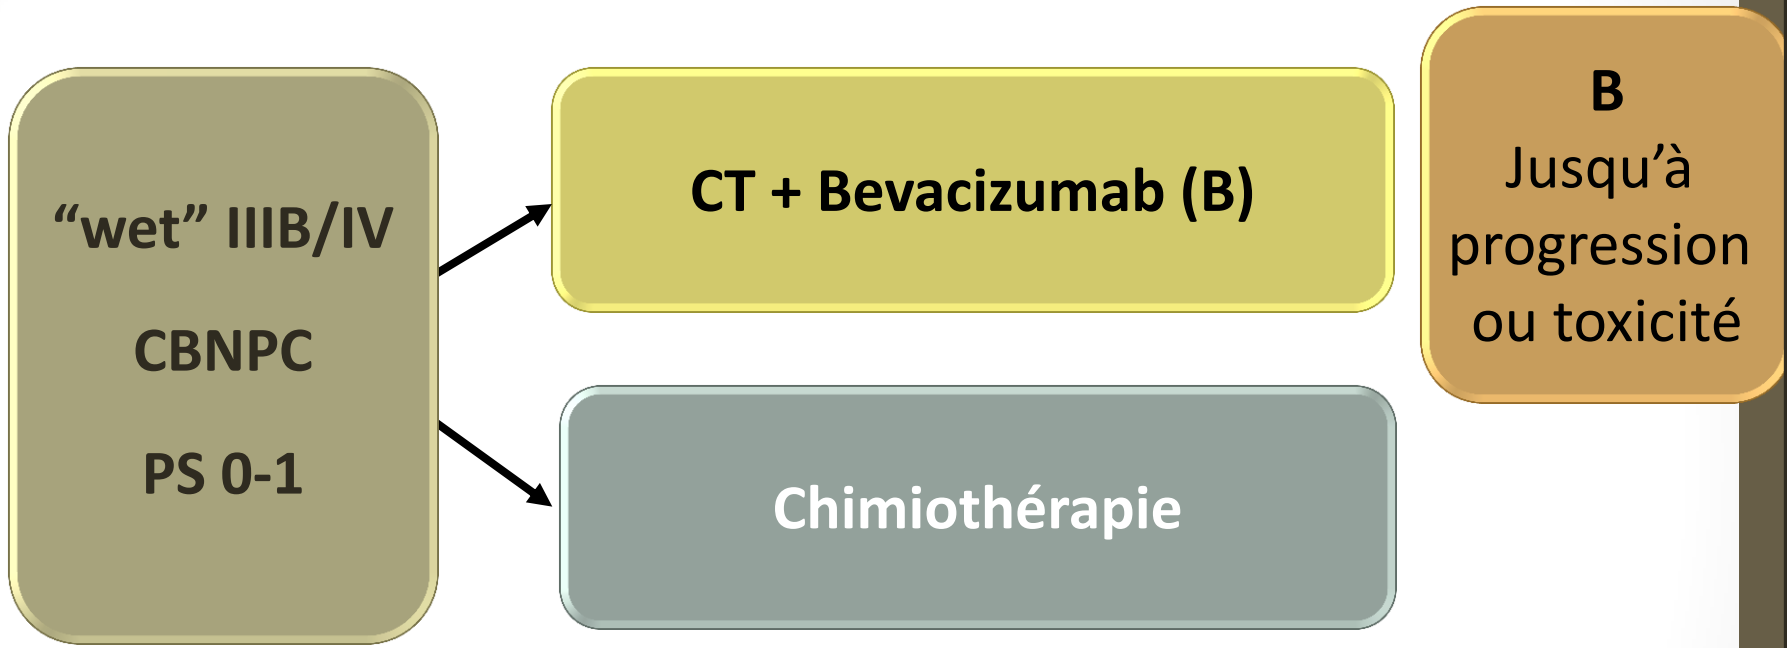 “wet” IIIB/IV
CBNPC
PS 0-1
CT + Bevacizumab (B)
Chimiothérapie
B
Jusqu’à
progression
ou toxicité